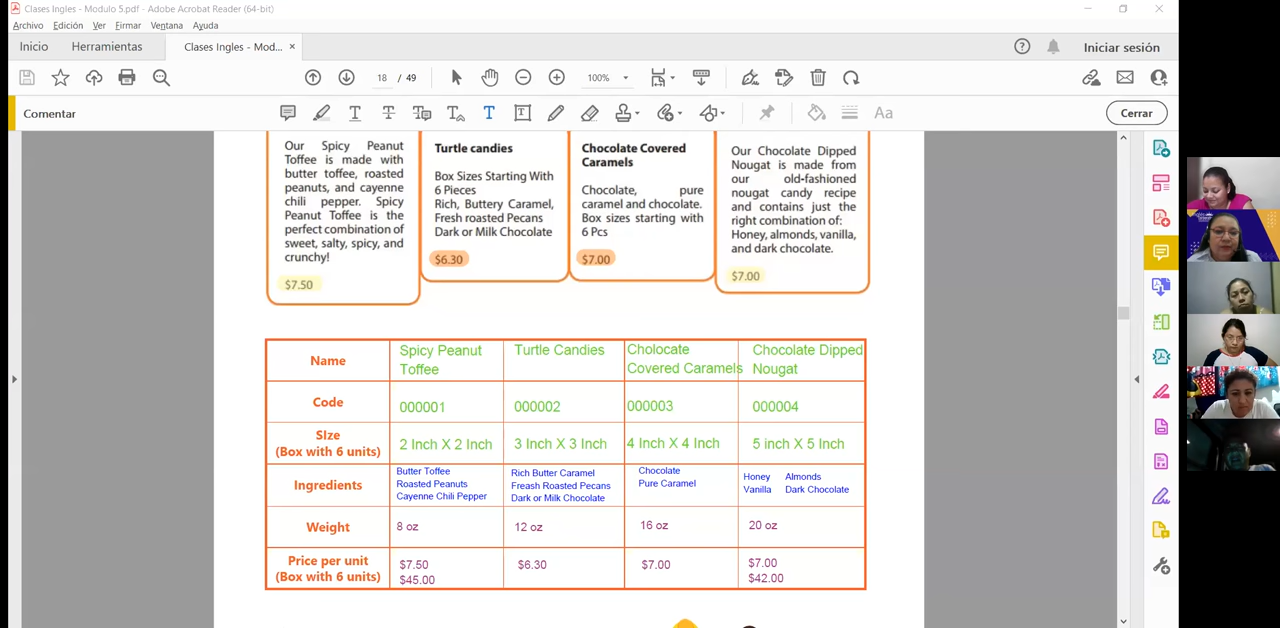 Clases Ingles - Modulo 5.pdf - Adobe Acrobat Reader (64-bit)
Archivo Edición Ver Firmar Ventana Ayuda
Inicio Herramientas Clases Ingles - Mod... × Iniciar sesión
18 / 49 100%
Comentar Aa Cerrar
Our Spicy Peanut
Toffee is made with
butter toffee, roasted
peanuts, and cayenne
chili pepper. Spicy
Peanut Toffee is the
perfect combination of
sweet, salty, spicy, and
crunchy!
$7.50
Turtle candies
Box Sizes Starting With
6 Pieces
Rich, Buttery Caramel,
Fresh roasted Pecans
Dark or Milk Chocolate
$6.30
Chocolate Covered
Caramels
Chocolate, pure
caramel and chocolate.
Box sizes starting with
6 Pcs
$7.00
Our Chocolate Dipped
Nougat is made from
our old-fashioned
nougat candy recipe
and contains just the
right combination of:
Honey, almonds, vanilla,
and dark chocolate.
$7.00
Name
Spicy Peanut
Toffee
Turtle Candies
Cholocate
Covered Caramels
Chocolate Dipped
Nougat
Code
000001
000002
000003
000004
SIze
(Box with 6 units)
2 Inch X 2 Inch
3 Inch X 3 Inch
4 Inch X 4 Inch
5 inch X 5 Inch
Ingredients
Butter Toffee
Roasted Peanuts
Cayenne Chili Pepper
Rich Butter Caramel
Freash Roasted Pecans
Dark or Milk Chocolate
Chocolate
Pure Caramel
Honey Almonds
Vanilla Dark Chocolate
Weight
8 oz
12 oz
16 oz
20 oz
Price per unit
(Box with 6 units)
$7.50
$45.00
$6.30
$7.00
$7.00
$42.00